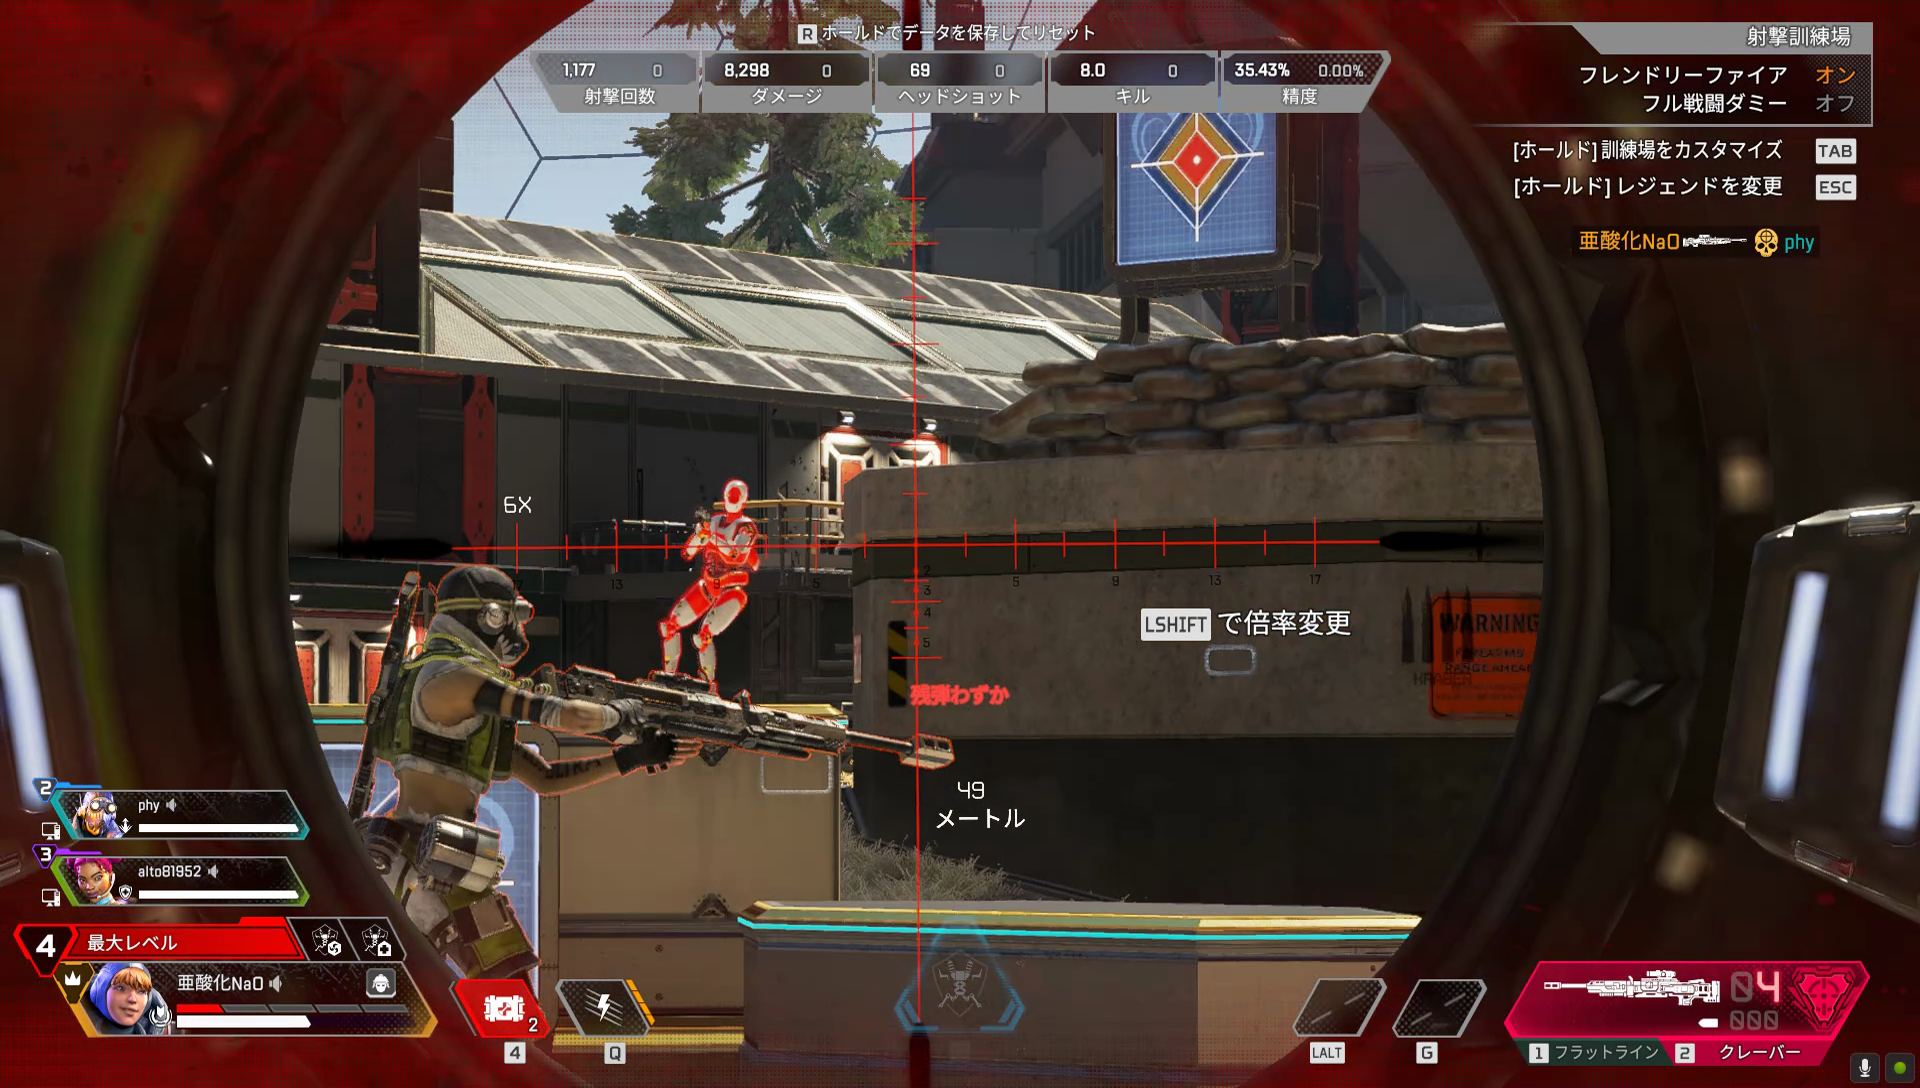 R ホールドでデータを保存してリセット
1,177 0 8,298 0 69 0 8.0 0 35.43% 0.00%
射撃回数 ダメージ ヘッドショット キル 精度
射撃訓練場
フレンドリーファイア オン
フル戦闘ダミー オフ
[ホールド]訓練場をカスタマイズ TAB
[ホールド]レジェンドを変更 ESC
亜酸化NaO phy
6X
17 13 9 5 5 9 13 17
2
3
4
5
LSHIFT で倍率変更
WARNING
FIREARMS
KRABER
残弾わずか
49
メートル
2 phy
3 alto81952
4 最大レベル
亜酸化NaO
2
4 Q LALT G
04
000
1 フラットライン 2 クレーバー